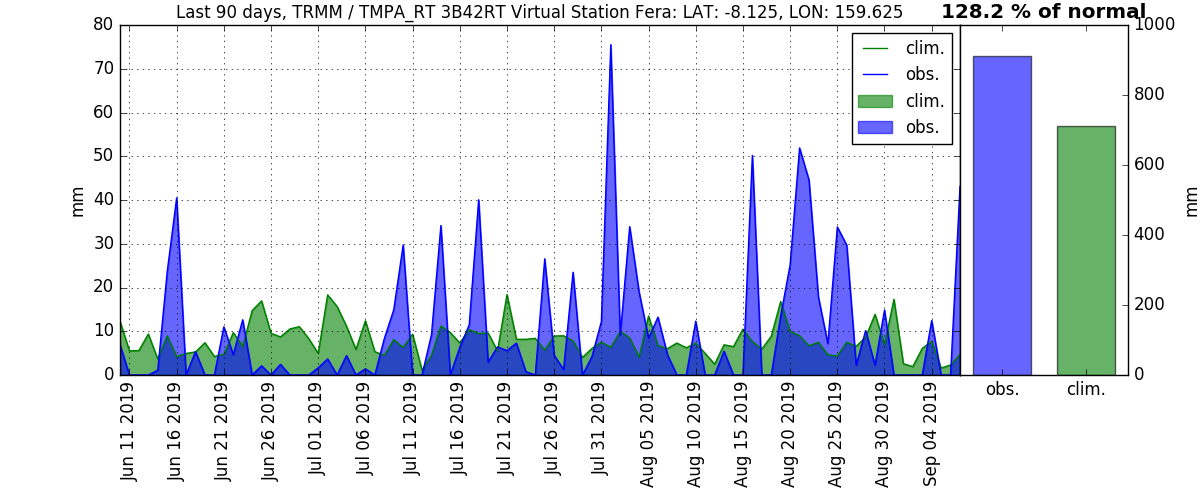 Last 90 days, TRMM / TMPA_RT 3B42RT Virtual Station Fera: LAT: -8.125, LON: 159.625
128.2 % of normal
80
70
60
50
40
30
20
10
0
mm
clim.
obs.
clim.
obs.
Jun 11 2019
Jun 16 2019
Jun 21 2019
Jun 26 2019
Jul 01 2019
Jul 06 2019
Jul 11 2019
Jul 16 2019
Jul 21 2019
Jul 26 2019
Jul 31 2019
Aug 05 2019
Aug 10 2019
Aug 15 2019
Aug 20 2019
Aug 25 2019
Aug 30 2019
Sep 04 2019
obs.
clim.
1000
800
600
400
200
0
mm